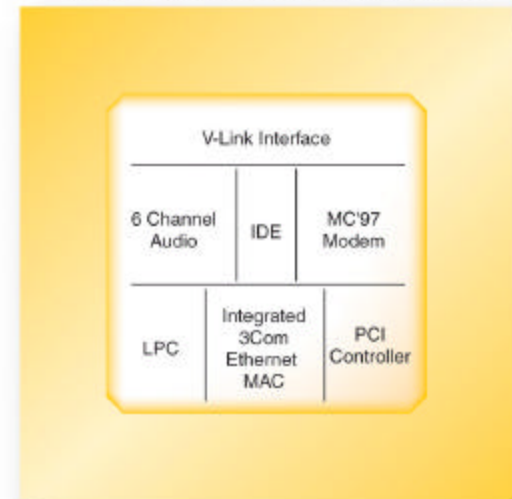 V-Link Interface
6 Channel
Audio
IDE
MC'97
Modem
LPC
Integrated
3Com
Ethernet
MAC
PCI
Controller